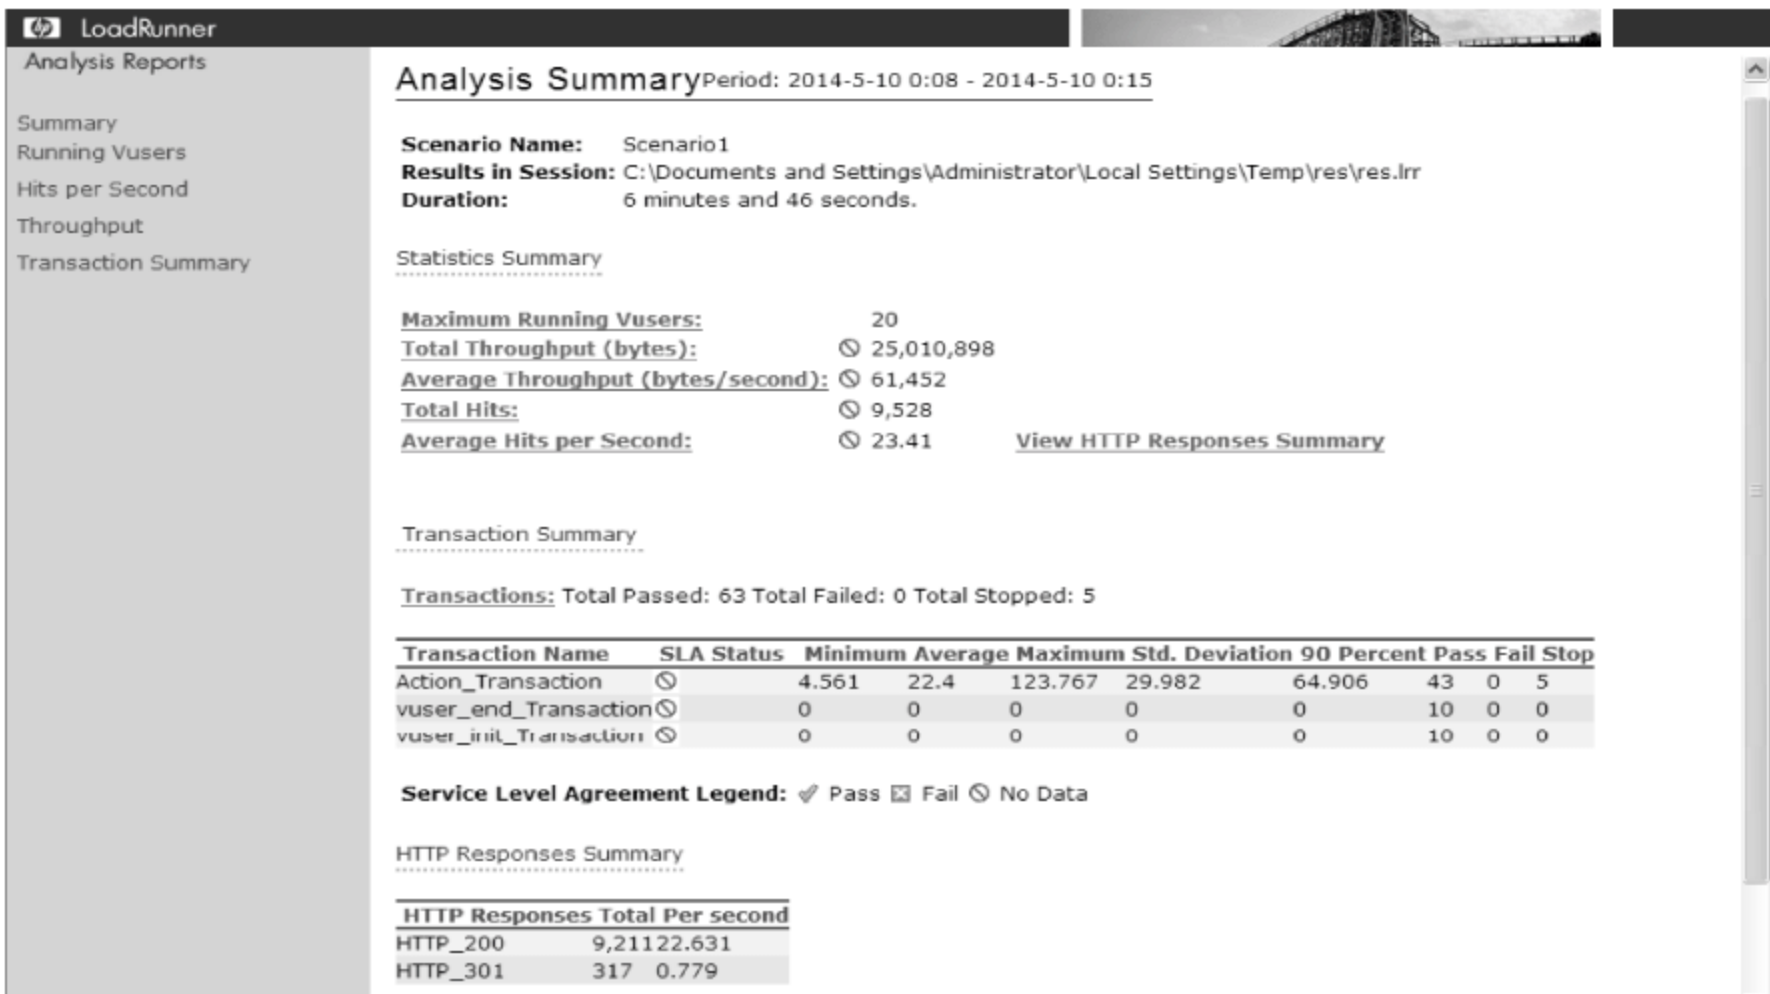 hp LoadRunner
Analysis Reports
Summary
Running Vusers
Hits per Second
Throughput
Transaction Summary
Analysis Summary Period: 2014-5-10 0:08 - 2014-5-10 0:15
Scenario Name: Scenario1
Results in Session: C:\Documents and Settings\Administrator\Local Settings\Temp\res\res.lrr
Duration: 6 minutes and 46 seconds.
Statistics Summary
Maximum Running Vusers: 20
Total Throughput (bytes): 25,010,898
Average Throughput (bytes/second): 61,452
Total Hits: 9,528
Average Hits per Second: 23.41 View HTTP Responses Summary
Transaction Summary
Transactions: Total Passed: 63 Total Failed: 0 Total Stopped: 5
Transaction Name SLA Status Minimum Average Maximum Std. Deviation 90 Percent Pass Fail Stop
Action_Transaction 4.561 22.4 123.767 29.982 64.906 43 0 5
vuser_end_Transaction 0 0 0 0 0 10 0 0
vuser_init_Transaction 0 0 0 0 0 10 0 0
Service Level Agreement Legend: Pass Fail No Data
HTTP Responses Summary
HTTP Responses Total Per second
HTTP_200 9,211 22.631
HTTP_301 317 0.779